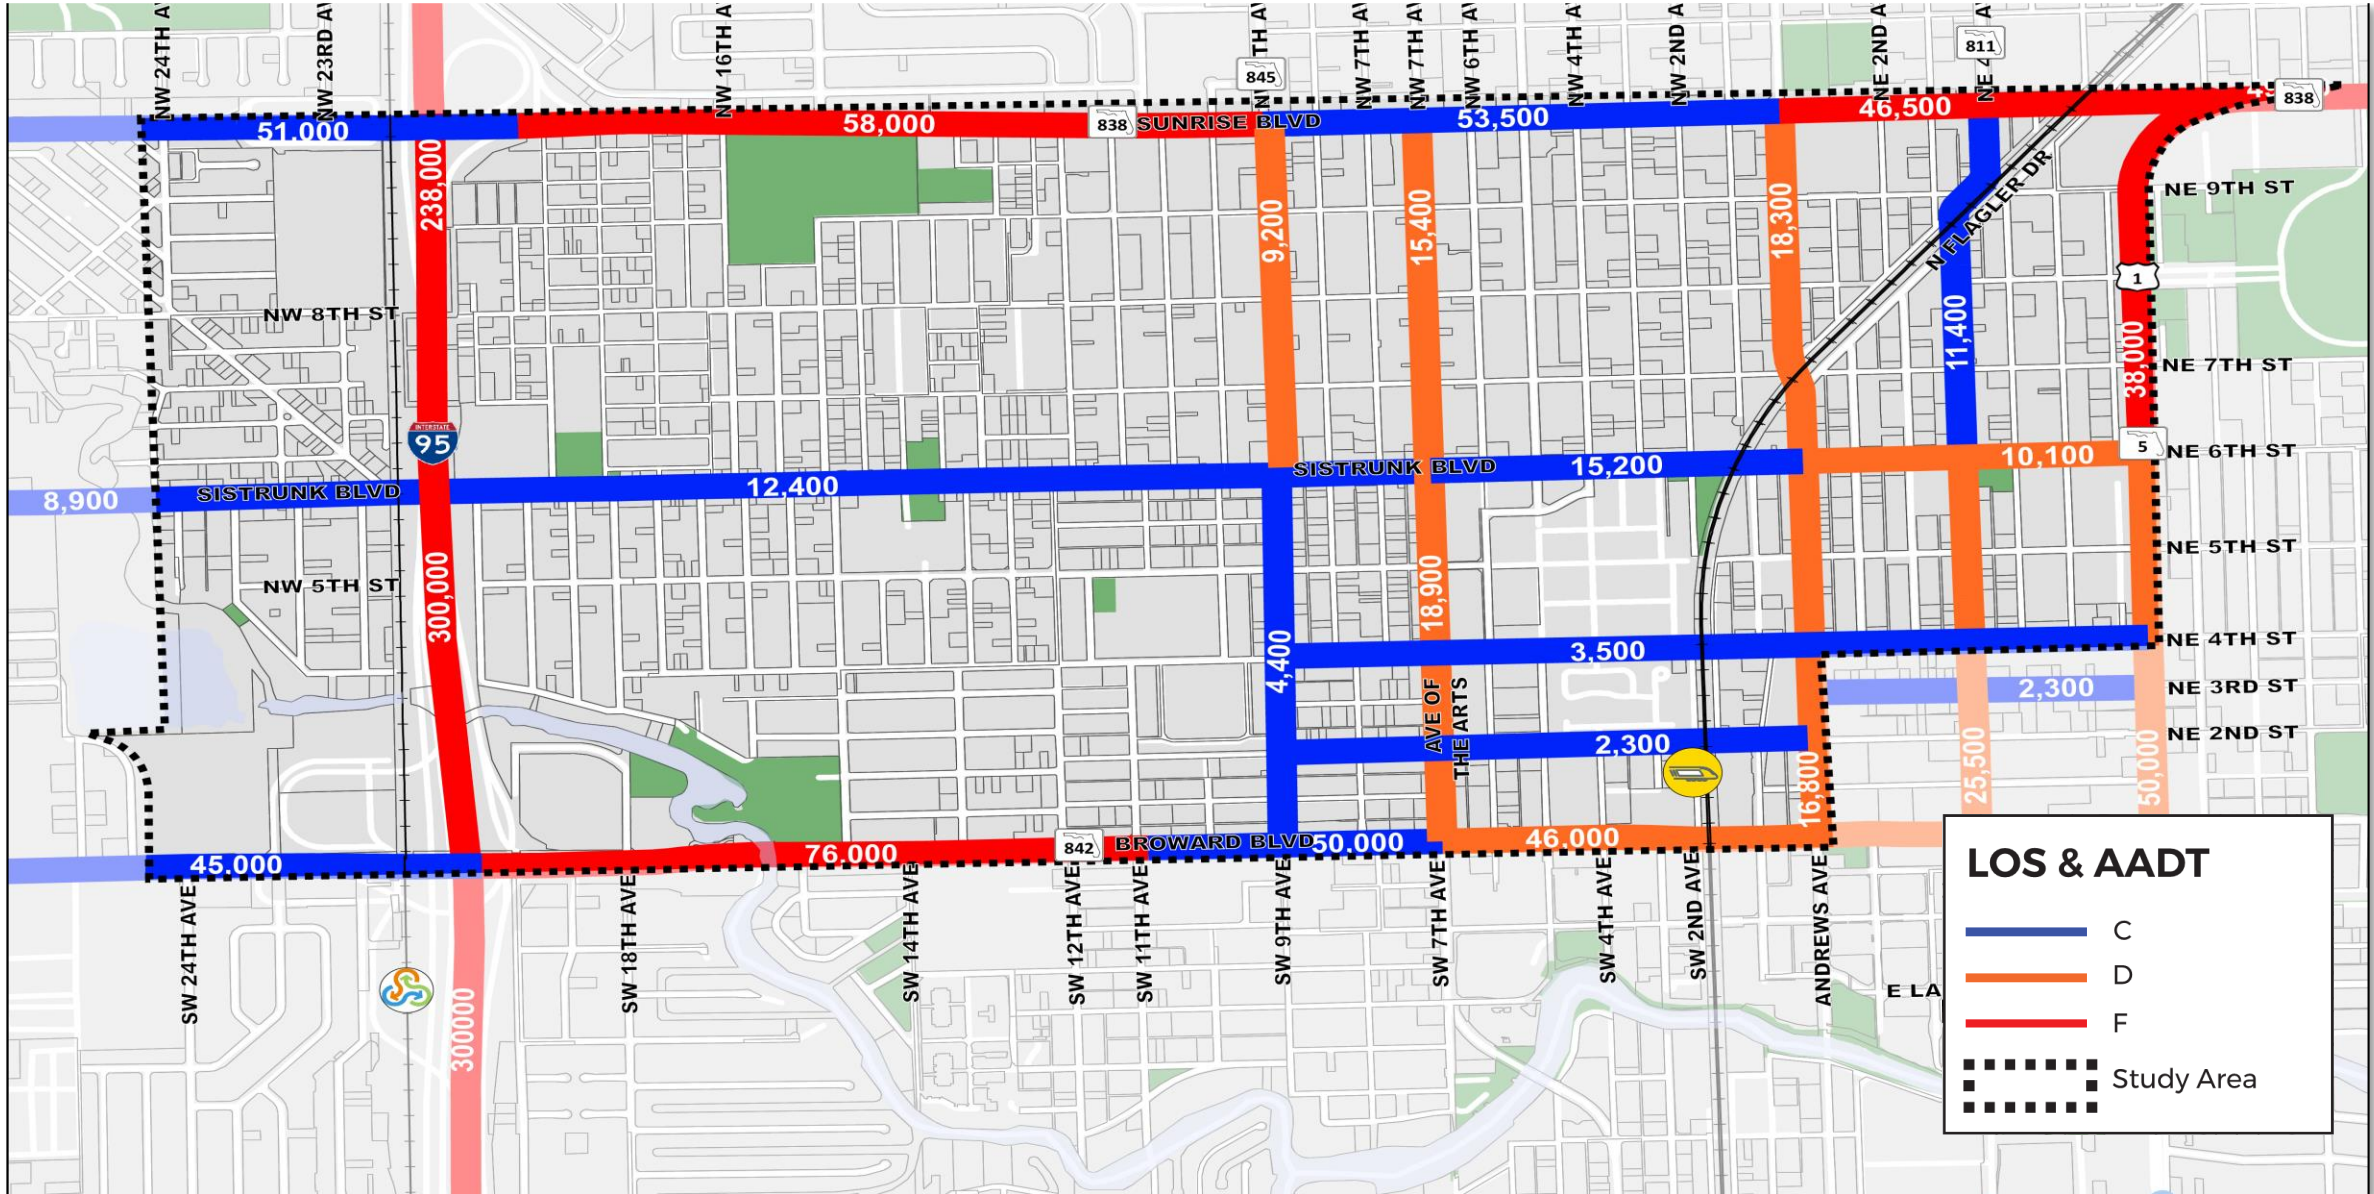 NW 24TH A
NW 23RD AV
NW 16TH A
TH AV
NW 7TH A
NW 7TH AV
NW 6TH AV
NW 4TH A
NW 2ND A
NE 2ND A
NE 4 A
811
845
838
838
51,000
58,000
SUNRISE BLVD
53,500
46,500
238,000
9,200
15,400
18,300
N FLAGLER DR
NE 9TH ST
1
NW 8TH ST
11,400
38,000
NE 7TH ST
INTERSTATE
95
5
NE 6TH ST
8,900
SISTRUNK BLVD
12,400
SISTRUNK BLVD
15,200
10,100
NE 5TH ST
NW 5TH ST
300,000
18,900
NE 4TH ST
4,400
3,500
2,300
NE 3RD ST
AVE OF
THE ARTS
2,300
NE 2ND ST
16,800
25,500
50,000
45,000
76,000
842
BROWARD BLVD
50,000
46,000
SW 24TH AVE
SW 18TH AVE
SW 14TH AVE
SW 12TH AVE
SW 11TH AVE
SW 9TH AVE
SW 7TH AVE
SW 4TH AVE
SW 2ND AVE
ANDREWS AVE
E LA
300000
LOS & AADT
C
D
F
Study Area